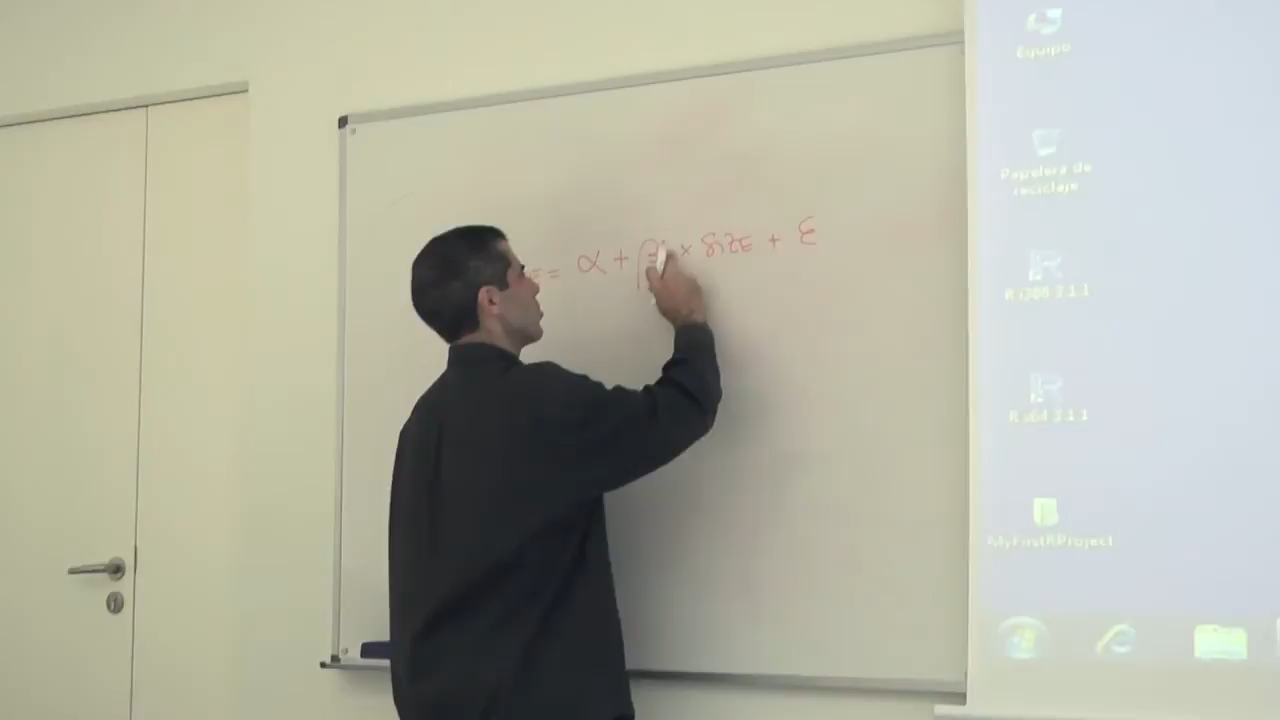 = α + β × SIZE + ε
Equipo
Papelera de
reciclaje
R i386 3.1.1
R x64 3.1.1
MyFirstRProject